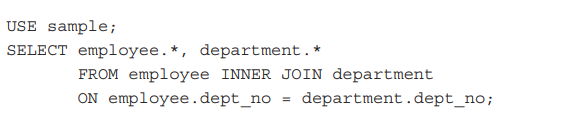 USE sample;
SELECT employee.*, department.*
FROM employee INNER JOIN department
ON employee.dept_no = department.dept_no;